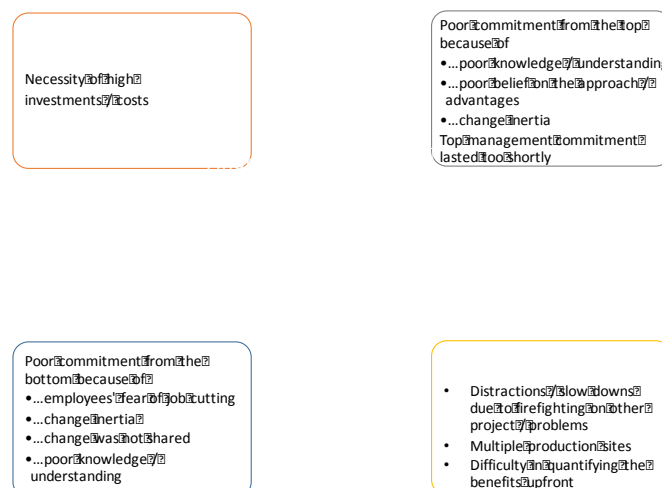 Necessity of high
investments / costs
Poor commitment from the top
because of
•...poor knowledge / understanding
•...poor belief on the approach /
advantages
•...change inertia
Top management commitment
lasted too shortly
Poor commitment from the
bottom because of
•...employees' fear of job cutting
•...change inertia
•...change was not shared
•...poor knowledge /
understanding
• Distractions / slow downs
due to firefighting on other
project / problems
• Multiple production sites
• Difficulty in quantifying the
benefits upfront